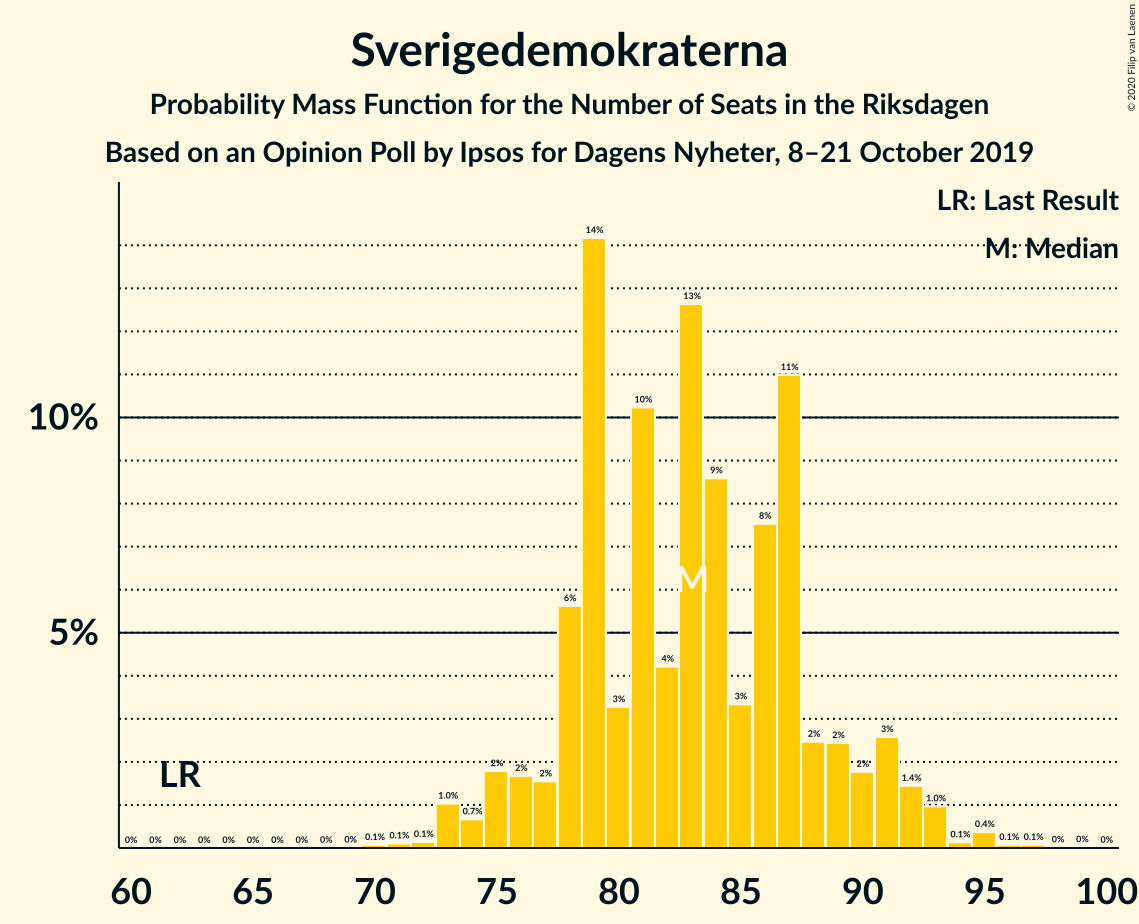 © 2020 Filip van Laenen
Sverigedemokraterna
Probability Mass Function for the Number of Seats in the Riksdagen
Based on an Opinion Poll by Ipsos for Dagens Nyheter, 8–21 October 2019
LR: Last Result
M: Median
10%
5%
LR
M
0% 0% 0% 0% 0% 0% 0% 0% 0% 0% 0.1% 0.1% 0.1% 1.0% 0.7% 2% 2% 2% 6% 14% 3% 10% 4% 13% 9% 3% 8% 11% 2% 2% 2% 3% 1.4% 1.0% 0.1% 0.4% 0.1% 0.1% 0% 0% 0%
60 65 70 75 80 85 90 95 100